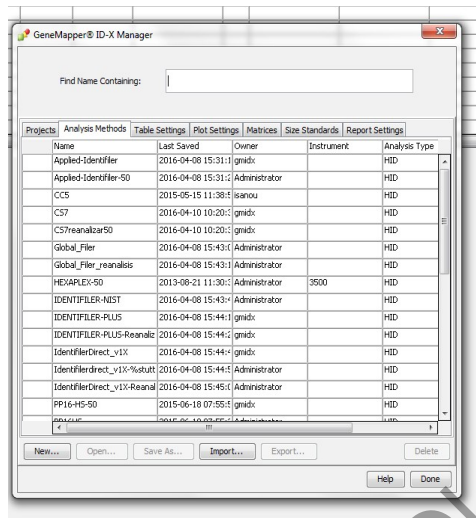 GeneMapper® ID-X Manager
Find Name Containing:
Projects Analysis Methods Table Settings Plot Settings Matrices Size Standards Report Settings
Name Last Saved Owner Instrument Analysis Type
Applied-Identifiler 2016-04-08 15:31:1 gmidx HID
Applied-Identifiler-50 2016-04-08 15:31:2 Administrator HID
CC5 2015-05-15 11:38:5 isanou HID
CS7 2016-04-10 10:20:3 gmidx HID
CS7reanalizar50 2016-04-10 10:20:3 gmidx HID
Global_Filer 2016-04-08 15:43:0 Administrator HID
Global_Filer_reanalisis 2016-04-08 15:43:1 Administrator HID
HEXAPLEX-50 2013-08-21 11:30:3 Administrator 3500 HID
IDENTIFILER-NIST 2016-04-08 15:43:4 Administrator HID
IDENTIFILER-PLUS 2016-04-08 15:44:1 gmidx HID
IDENTIFILER-PLUS-Reanaliz 2016-04-08 15:44:2 gmidx HID
IdentifilerDirect_v1X 2016-04-08 15:44:4 gmidx HID
Identifilerdirect_v1X-%stutt 2016-04-08 15:44:5 Administrator HID
IdentifilerDirect_v1X-Reanal 2016-04-08 15:45:0 Administrator HID
PP16-HS-50 2015-06-18 07:55:5 gmidx HID
New... Open... Save As... Import... Export... Delete
Help Done